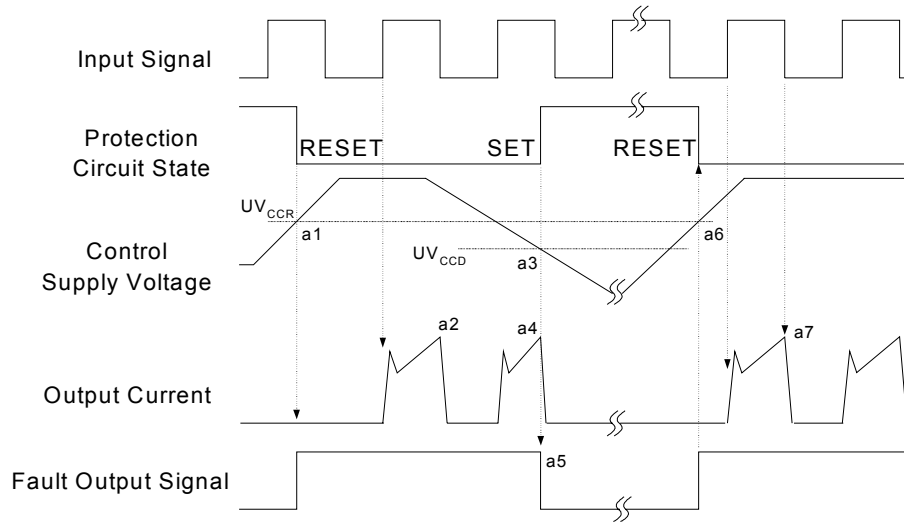 Input Signal
Protection
Circuit State
RESET
SET
RESET
UVCCR
a1
a6
Control
Supply Voltage
UVCCD
a3
a2
a4
a7
Output Current
a5
Fault Output Signal